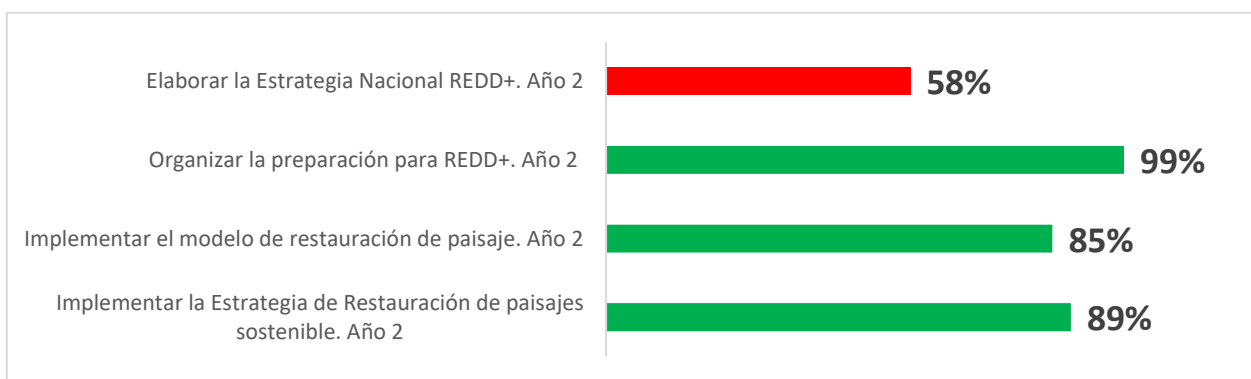 Elaborar la Estrategia Nacional REDD+. Año 2
58%
Organizar la preparación para REDD+. Año 2
99%
Implementar el modelo de restauración de paisaje. Año 2
85%
Implementar la Estrategia de Restauración de paisajes
sostenible. Año 2
89%